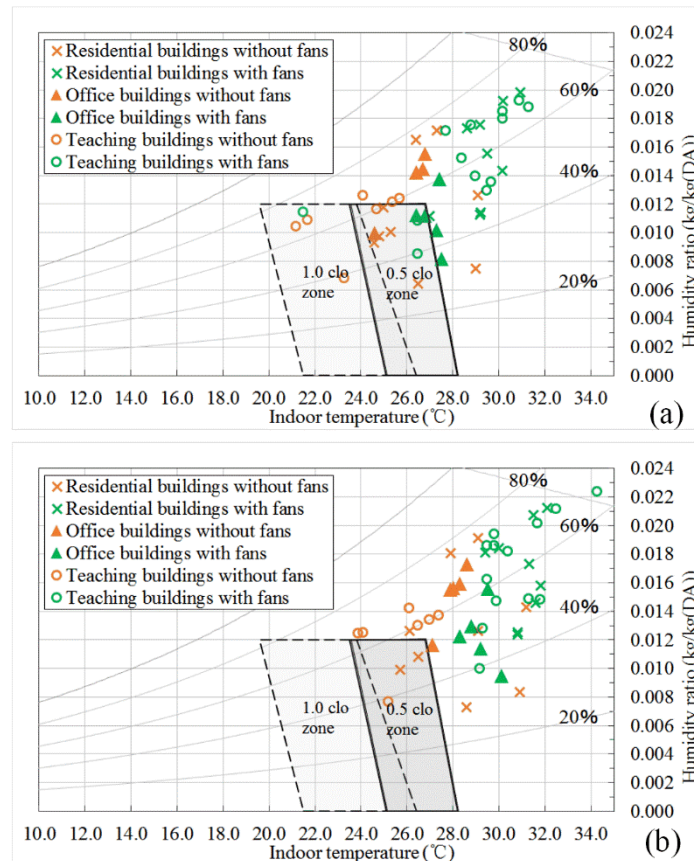 Residential buildings without fans
Residential buildings with fans
Office buildings without fans
Office buildings with fans
Teaching buildings without fans
Teaching buildings with fans
80%
60%
40%
20%
1.0 clo
zone
0.5 clo
zone
0.024
0.022
0.020
0.018
0.016
0.014
0.012
0.010
0.008
0.006
0.004
0.002
0.000
Humidity ratio (kg/kg(DA))
10.0 12.0 14.0 16.0 18.0 20.0 22.0 24.0 26.0 28.0 30.0 32.0 34.0
Indoor temperature (℃)
(a)
Residential buildings without fans
Residential buildings with fans
Office buildings without fans
Office buildings with fans
Teaching buildings without fans
Teaching buildings with fans
80%
60%
40%
20%
1.0 clo
zone
0.5 clo
zone
0.024
0.022
0.020
0.018
0.016
0.014
0.012
0.010
0.008
0.006
0.004
0.002
0.000
Humidity ratio (kg/kg(DA))
10.0 12.0 14.0 16.0 18.0 20.0 22.0 24.0 26.0 28.0 30.0 32.0 34.0
Indoor temperature (℃)
(b)